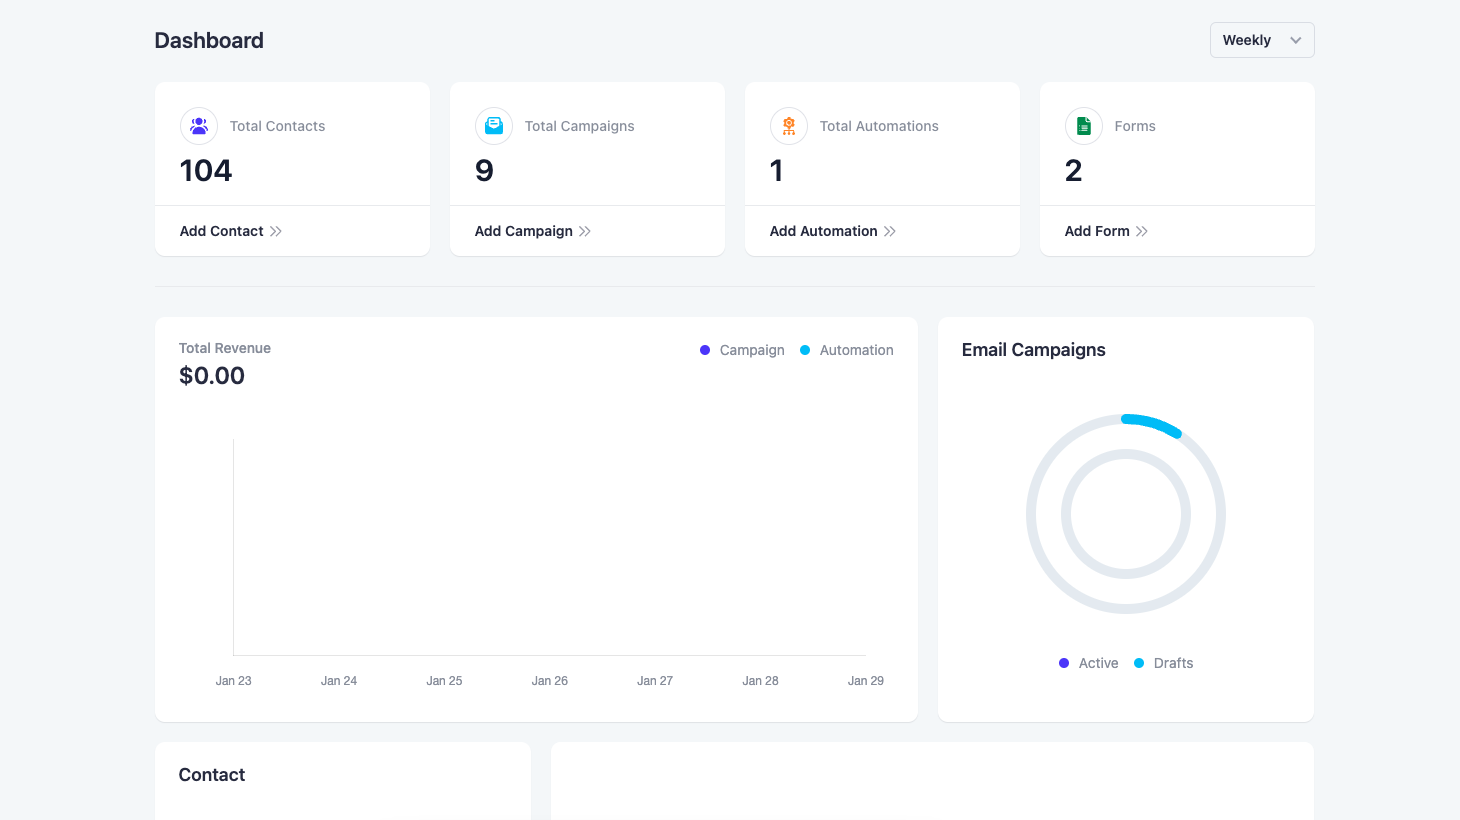 Dashboard
Weekly
Total Contacts
104
Add Contact
Total Campaigns
9
Add Campaign
Total Automations
1
Add Automation
Forms
2
Add Form
Total Revenue
$0.00
Campaign
Automation
Jan 23
Jan 24
Jan 25
Jan 26
Jan 27
Jan 28
Jan 29
Email Campaigns
Active
Drafts
Contact